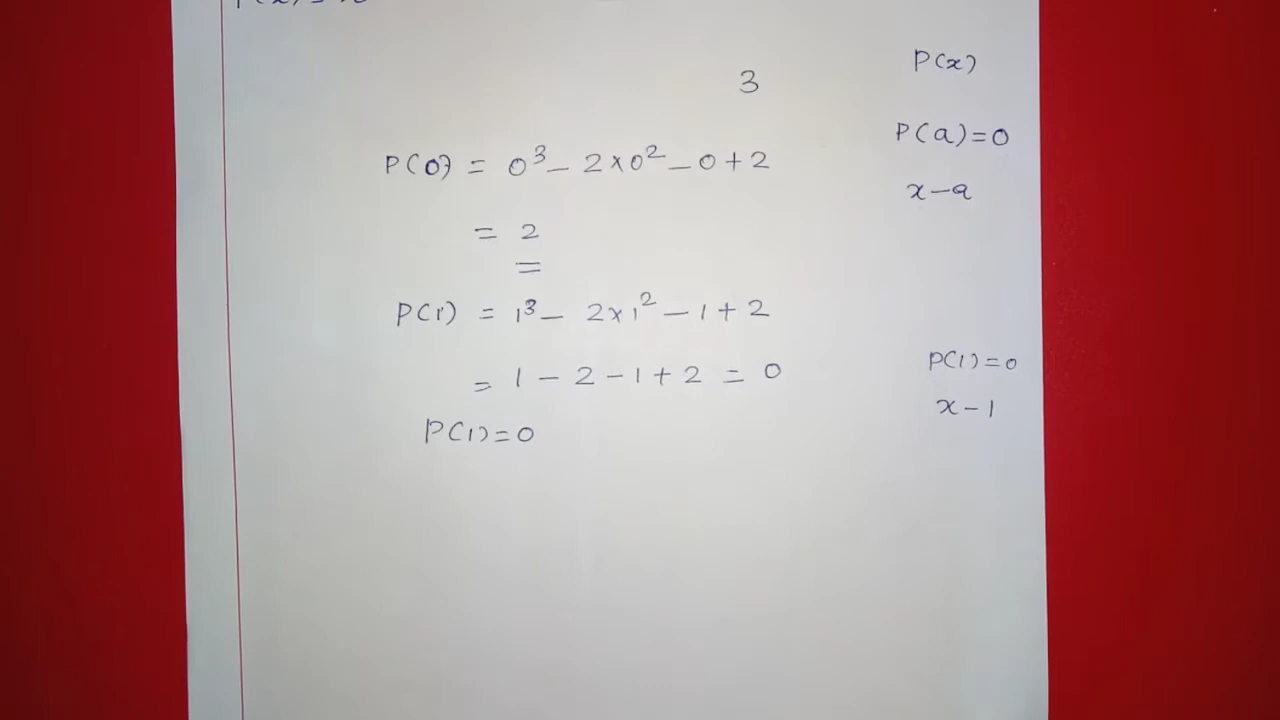 3
P(x)
P(a)=0
P(0) = 0³ - 2×0² - 0 + 2
x-a
= 2
=
P(1) = 1³ - 2×1² - 1 + 2
= 1 - 2 - 1 + 2 = 0
P(1)=0
x-1
P(1)=0